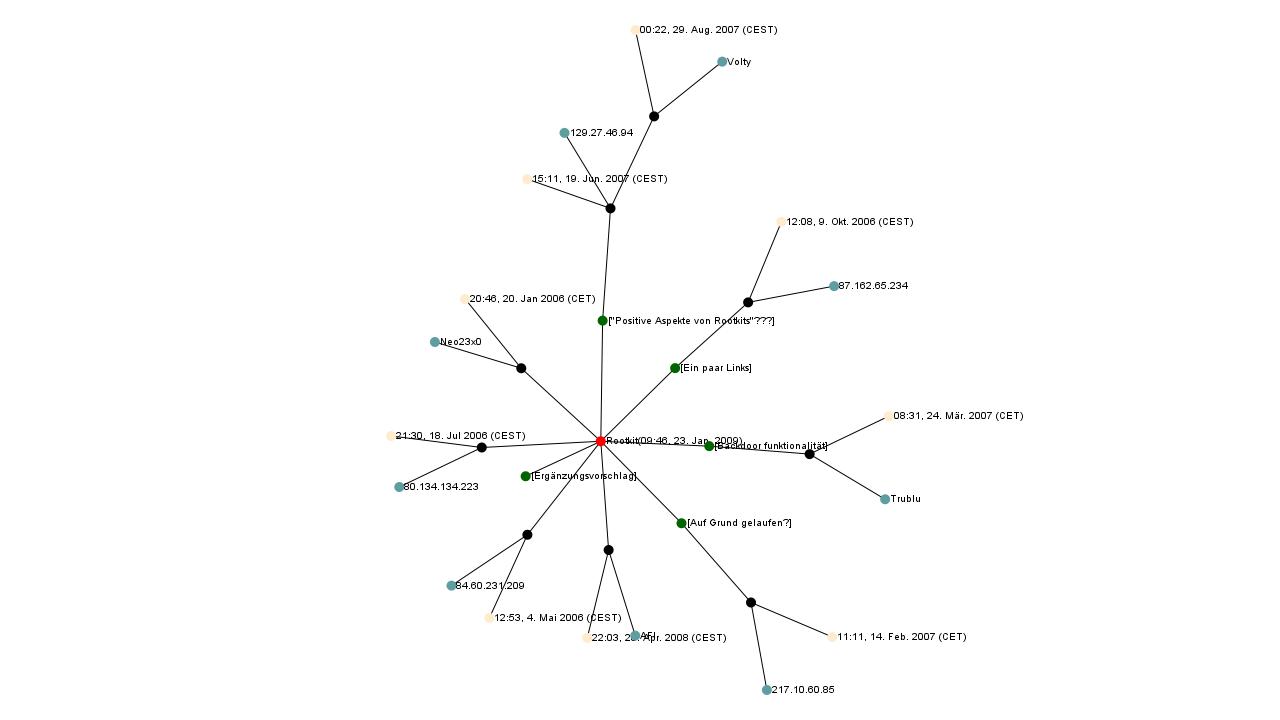 00:22, 29. Aug. 2007 (CEST)
Volty
129.27.46.94
15:11, 19. Jun. 2007 (CEST)
12:08, 9. Okt. 2006 (CEST)
87.162.65.234
20:46, 20. Jan 2006 (CET)
["Positive Aspekte von Rootkits"???]
Neo23x0
[Ein paar Links]
08:31, 24. Mär. 2007 (CET)
21:30, 18. Jul 2006 (CEST)
Rootkit(09:46, 23. Jan. 2009)
[Backdoor funktionalität]
[Ergänzungsvorschlag]
80.134.134.223
Trublu
[Auf Grund gelaufen?]
84.60.231.209
12:53, 4. Mai 2006 (CEST)
22:03, Apr. 2008 (CEST)
11:11, 14. Feb. 2007 (CET)
217.10.60.85